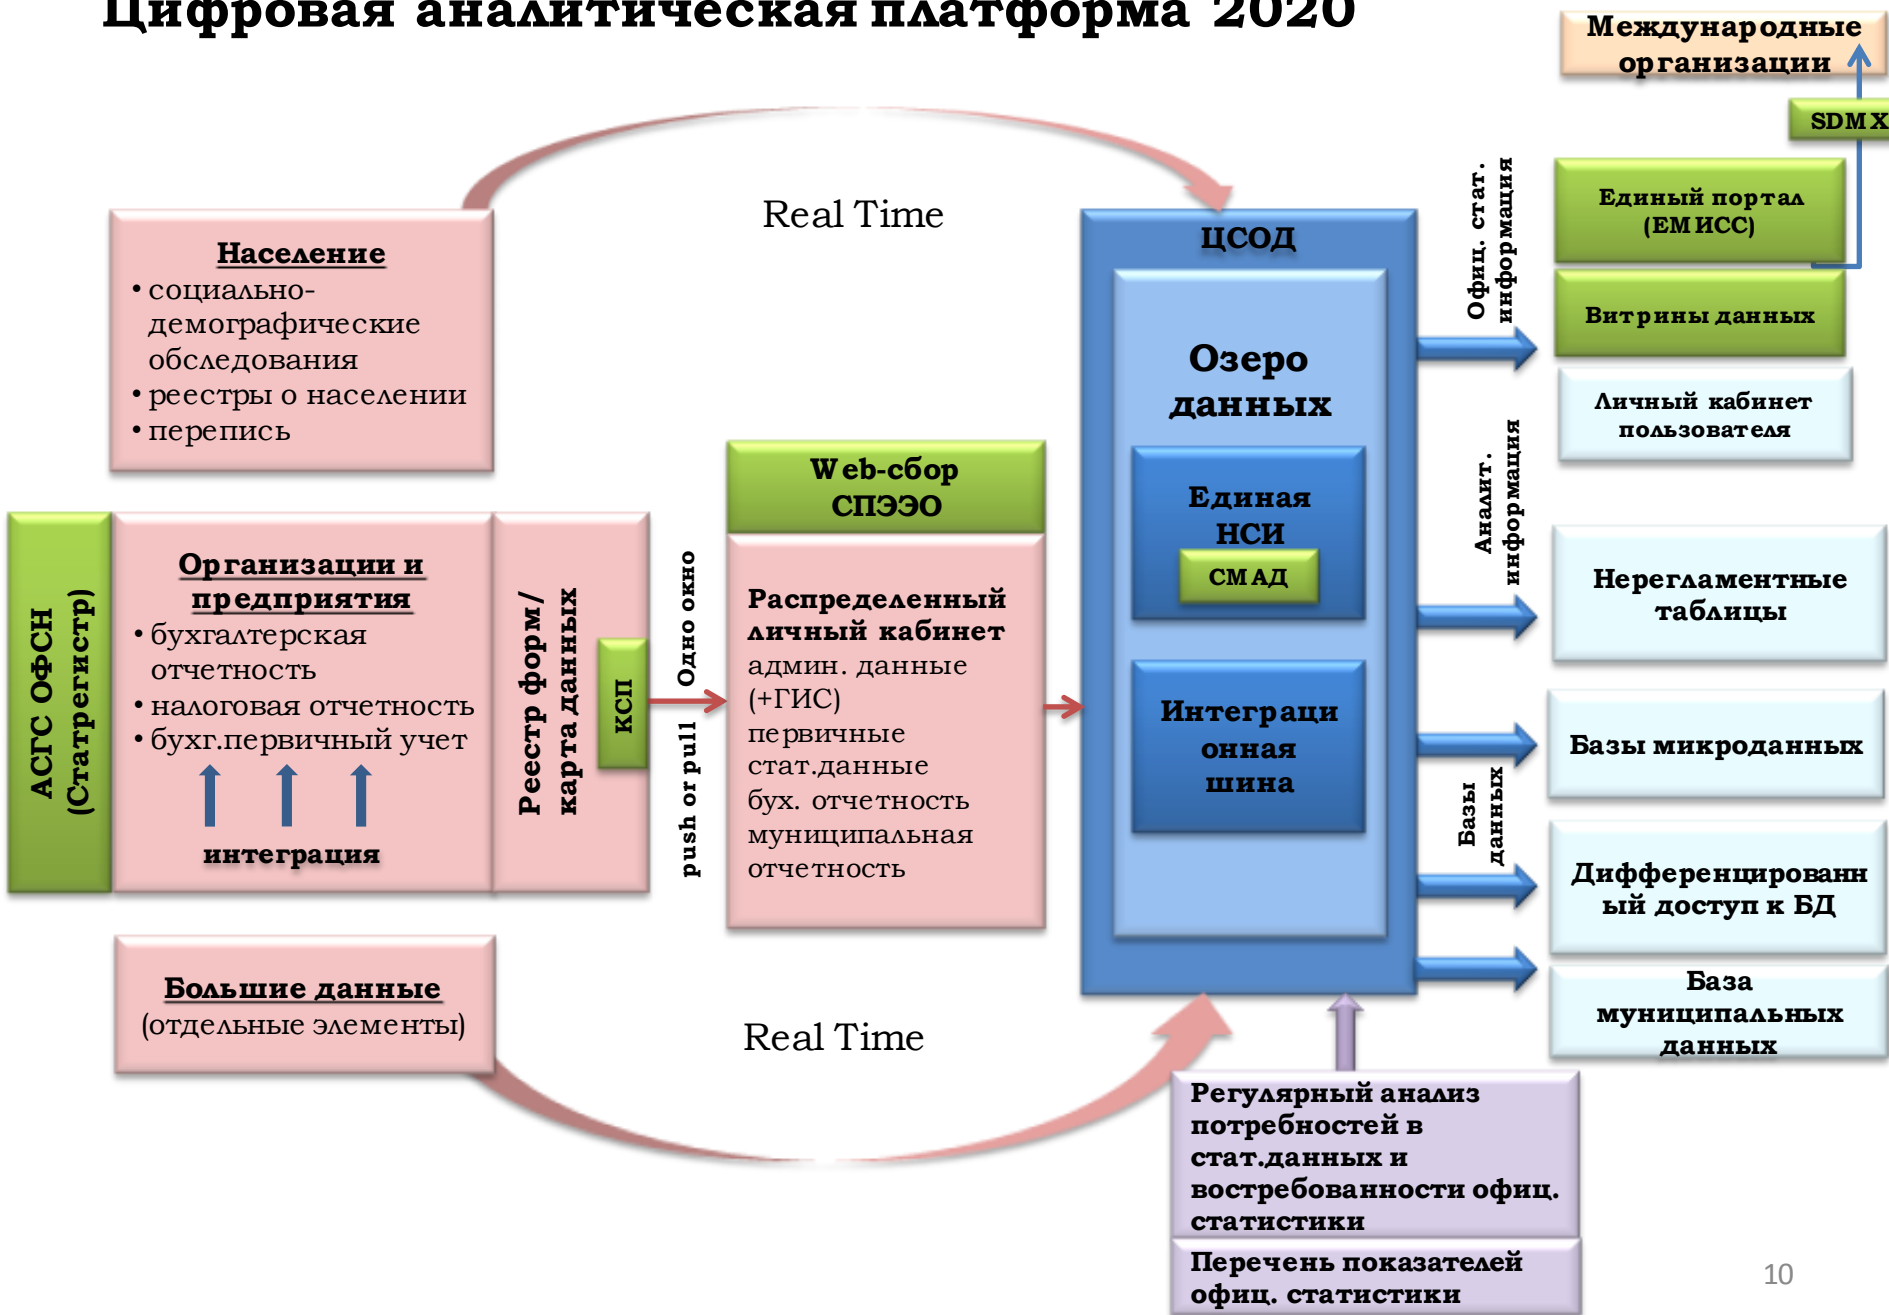 Цифровая аналитическая платформа 2020
Международные
организации
SDMX
Real Time
Население
• социально-
демографические
обследования
• реестры о населении
• перепись
АСГС ОФСН
(Статрегистр)
Организации и
предприятия
• бухгалтерская
отчетность
• налоговая отчетность
• бухг.первичный учет
интеграция
Реестр форм/
карта данных
КСП
Одно окно
push or pull
Web-сбор
СПЭЭО
Распределенный
личный кабинет
админ. данные
(+ГИС)
первичные
стат.данные
бух. отчетность
муниципальная
отчетность
Большие данные
(отдельные элементы)
Real Time
ЦСОД
Озеро
данных
Единая
НСИ
СМАД
Интеграци
онная
шина
Офиц. стат.
информация
Аналит.
информация
Базы
данных
Единый портал
(ЕМИСС)
Витрины данных
Личный кабинет
пользователя
Нерегламентные
таблицы
Базы микроданных
Дифференцированн
ый доступ к БД
База
муниципальных
данных
Регулярный анализ
потребностей в
стат.данных и
востребованности офиц.
статистики
Перечень показателей
офиц. статистики
10